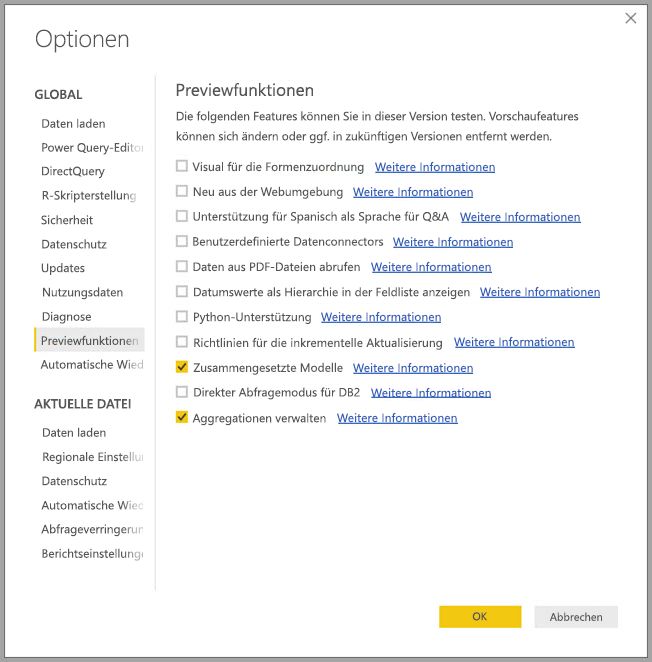 Optionen
GLOBAL
Daten laden
Power Query-Editor
DirectQuery
R-Skripterstellung
Sicherheit
Datenschutz
Updates
Nutzungsdaten
Diagnose
Previewfunktionen
Automatische Wied
AKTUELLE DATEI
Daten laden
Regionale Einstellu
Datenschutz
Automatische Wied
Abfrageverringerun
Berichtseinstellunge
Previewfunktionen
Die folgenden Features können Sie in dieser Version testen. Vorschaufeatures
können sich ändern oder ggf. in zukünftigen Versionen entfernt werden.
Visual für die Formenzuordnung Weitere Informationen
Neu aus der Webumgebung Weitere Informationen
Unterstützung für Spanisch als Sprache für Q&A Weitere Informationen
Benutzerdefinierte Datenconnectors Weitere Informationen
Daten aus PDF-Dateien abrufen Weitere Informationen
Datumswerte als Hierarchie in der Feldliste anzeigen Weitere Informationen
Python-Unterstützung Weitere Informationen
Richtlinien für die inkrementelle Aktualisierung Weitere Informationen
Zusammengesetzte Modelle Weitere Informationen
Direkter Abfragemodus für DB2 Weitere Informationen
Aggregationen verwalten Weitere Informationen
OK Abbrechen